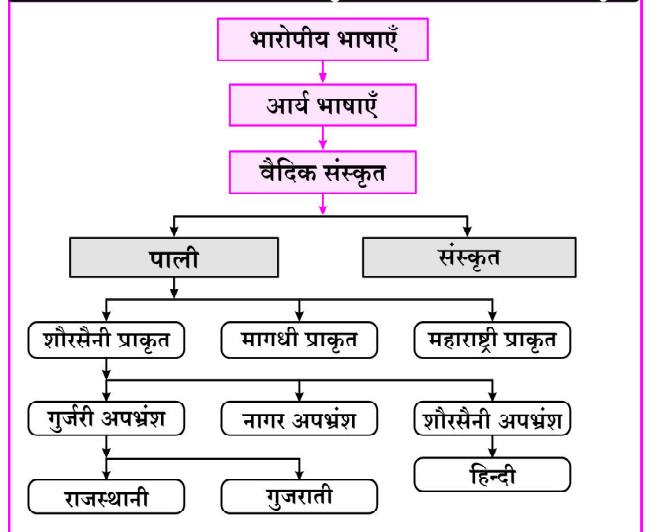 भारोपीय भाषाएँ
आर्य भाषाएँ
वैदिक संस्कृत
पाली
संस्कृत
शौरसैनी प्राकृत
मागधी प्राकृत
महाराष्ट्री प्राकृत
गुर्जरी अपभ्रंश
नागर अपभ्रंश
शौरसैनी अपभ्रंश
हिन्दी
राजस्थानी
गुजराती